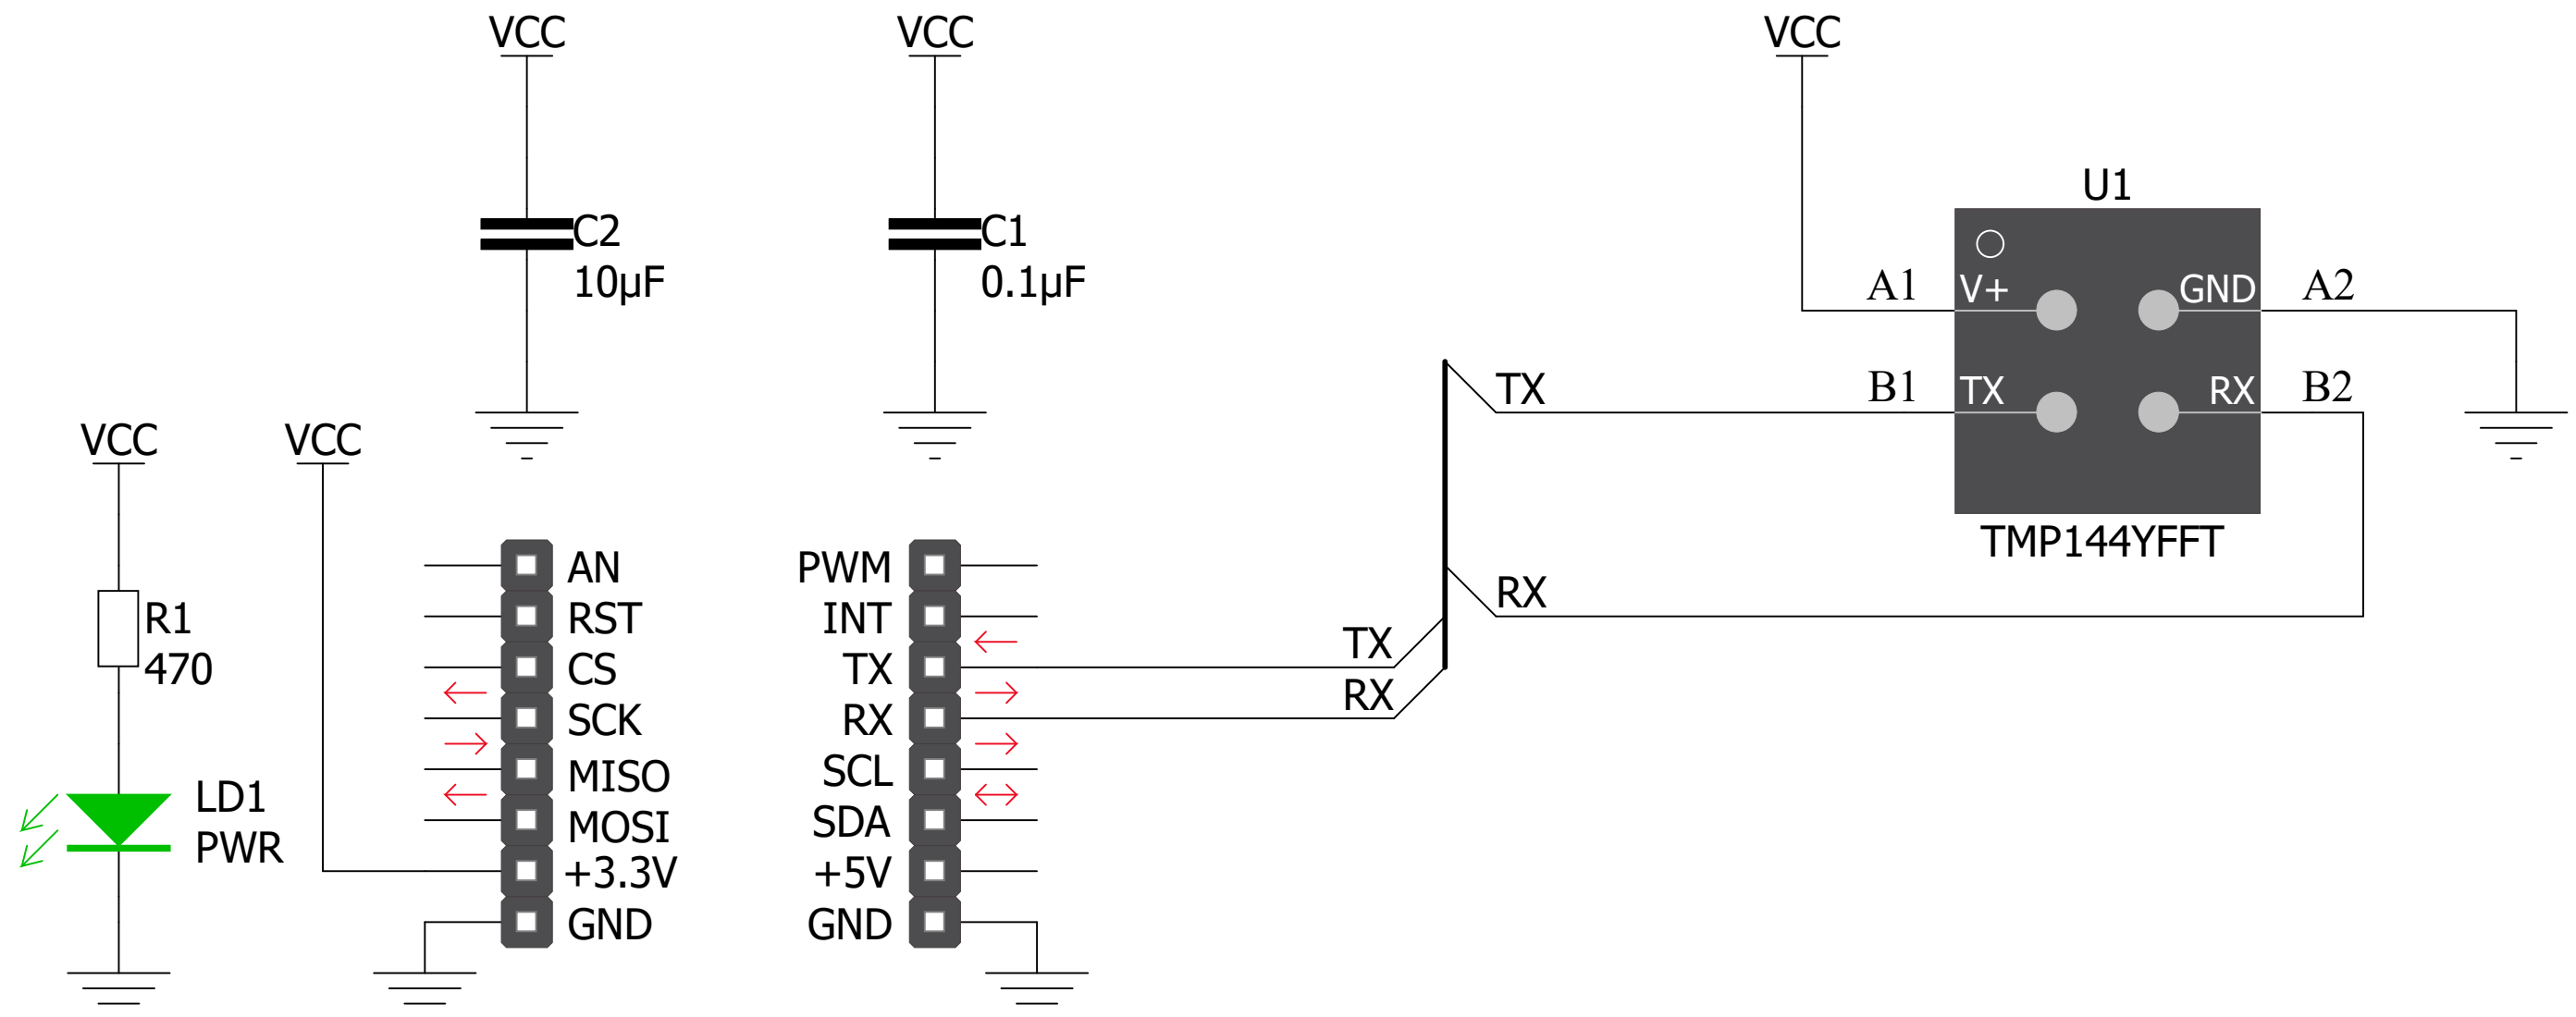 VCC
VCC
VCC
U1
C2
10µF
C1
0.1µF
A1
V+
GND
A2
TX
B1
TX
RX
B2
TMP144YFFT
RX
VCC
VCC
R1
470
LD1
PWR
AN
RST
CS
SCK
MISO
MOSI
+3.3V
GND
PWM
INT
TX
RX
SCL
SDA
+5V
GND
TX
RX